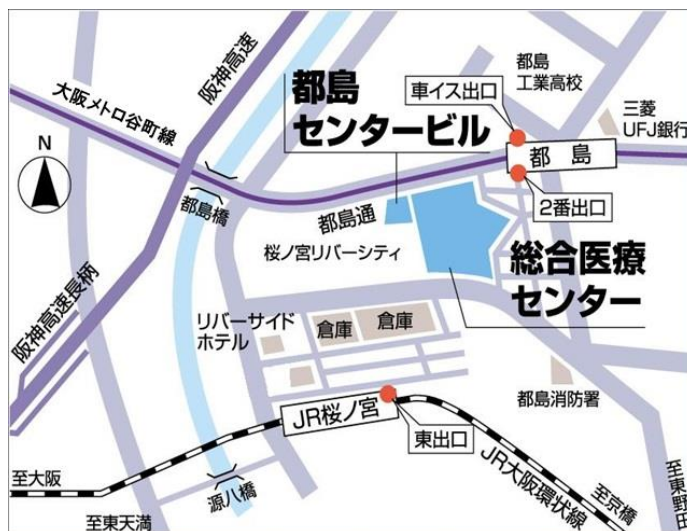 阪神高速
大阪メトロ谷町線
都島
センタービル
車イス出口
都島
工業高校
三菱
UFJ銀行
N
都島
2番出口
都島橋
都島通
桜ノ宮リバーシティ
総合医療
センター
阪神高速長柄
リバーサイド
ホテル
倉庫
倉庫
都島消防署
JR桜ノ宮
東出口
至大阪
源八橋
JR大阪環状線
至京橋
至東野田
至東天満